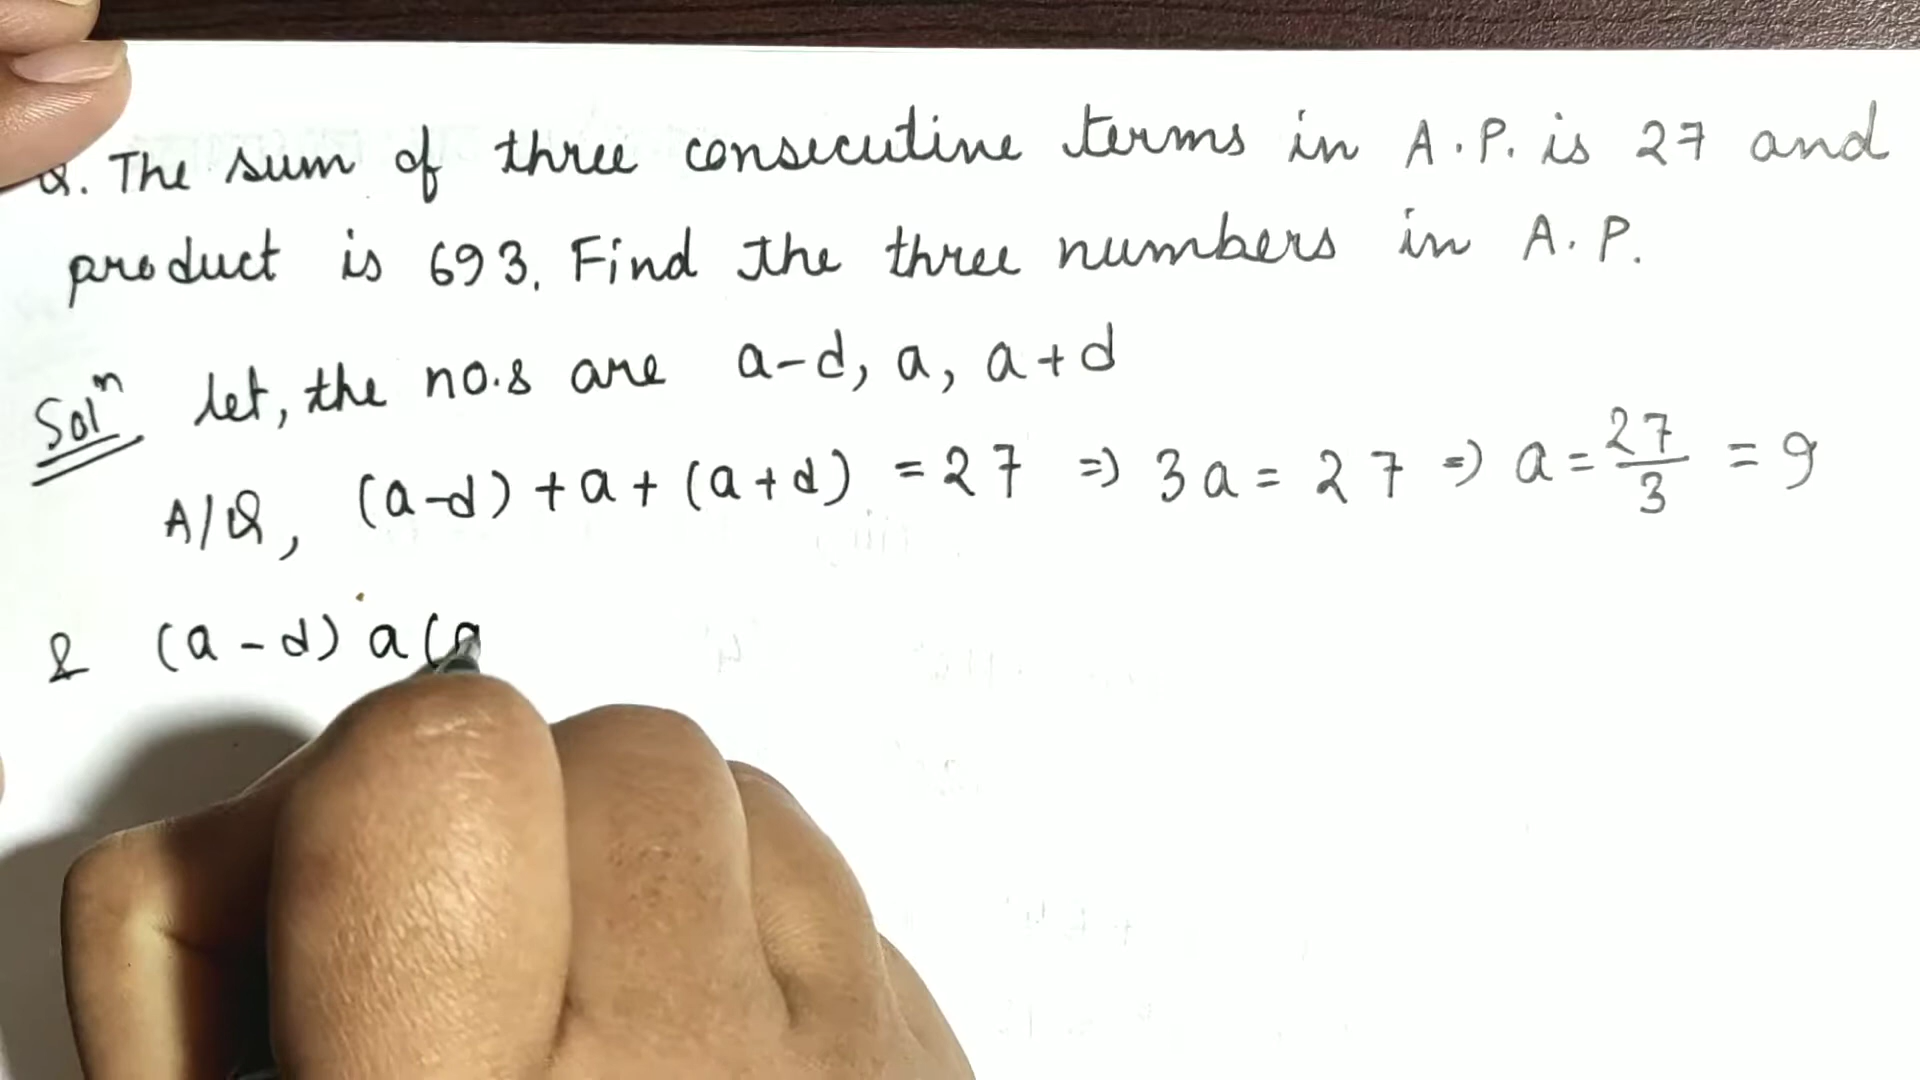 Q. The sum of three consecutive terms in A.P. is 27 and
product is 693. Find the three numbers in A.P.
Solⁿ let, the no.s are a-d, a, a+d
A/Q, (a-d) + a + (a+d) = 27 => 3a = 27 => a = 27/3 = 9
& (a-d) a (a